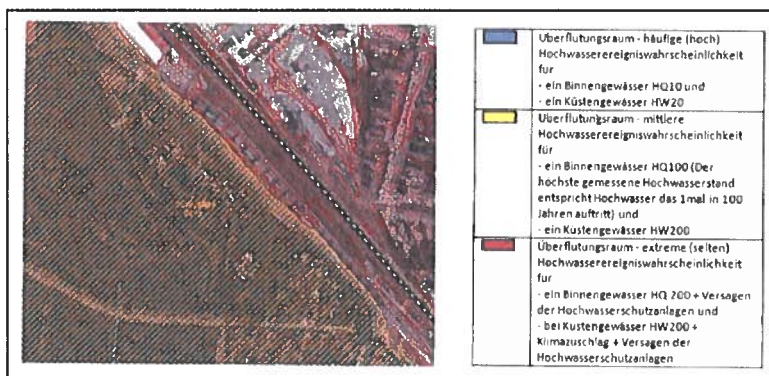 Überflutungsraum - häufige (hoch)
Hochwasserereigniswahrscheinlichkeit
für
- ein Binnengewässer HQ10 und
- ein Küstengewässer HW20
Überflutungsraum - mittlere
Hochwasserereigniswahrscheinlichkeit
für
- ein Binnengewässer HQ100 (Der
höchste gemessene Hochwasserstand
entspricht Hochwasser das 1mal in 100
Jahren auftritt) und
- ein Küstengewässer HW200
Überflutungsraum - extreme (selten)
Hochwasserereigniswahrscheinlichkeit
für
- ein Binnengewässer HQ 200 + Versagen
der Hochwasserschutzanlagen und
- bei Küstengewässer HW200 +
Klimazuschlag + Versagen der
Hochwasserschutzanlagen